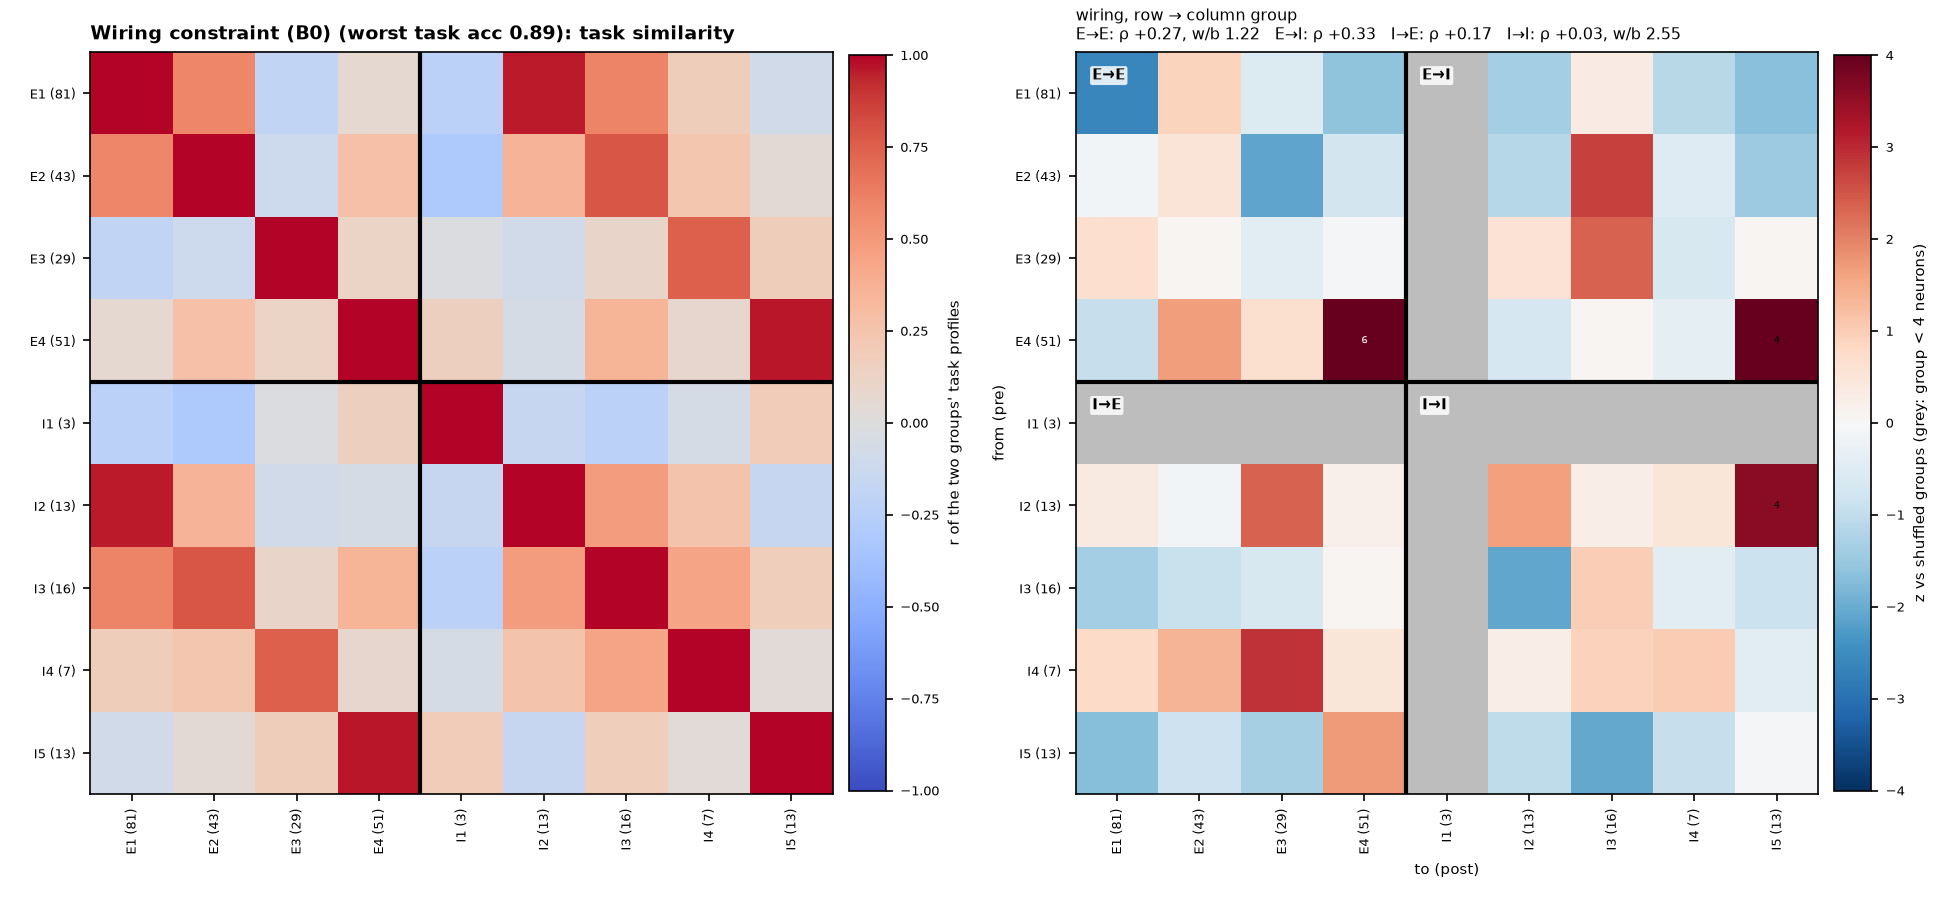 Wiring constraint (B0) (worst task acc 0.89): task similarity
E1 (81)
E2 (43)
E3 (29)
E4 (51)
I1 (3)
I2 (13)
I3 (16)
I4 (7)
I5 (13)
E1 (81)
E2 (43)
E3 (29)
E4 (51)
I1 (3)
I2 (13)
I3 (16)
I4 (7)
I5 (13)
1.00
0.75
0.50
0.25
0.00
−0.25
−0.50
−0.75
−1.00
r of the two groups' task profiles
wiring, row → column group
E→E: ρ +0.27, w/b 1.22 E→I: ρ +0.33 I→E: ρ +0.17 I→I: ρ +0.03, w/b 2.55
from (pre)
E1 (81)
E2 (43)
E3 (29)
E4 (51)
I1 (3)
I2 (13)
I3 (16)
I4 (7)
I5 (13)
E→E
E→I
6
4
I→E
I→I
4
E1 (81)
E2 (43)
E3 (29)
E4 (51)
I1 (3)
I2 (13)
I3 (16)
I4 (7)
I5 (13)
to (post)
4
3
2
1
0
−1
−2
−3
−4
z vs shuffled groups (grey: group < 4 neurons)